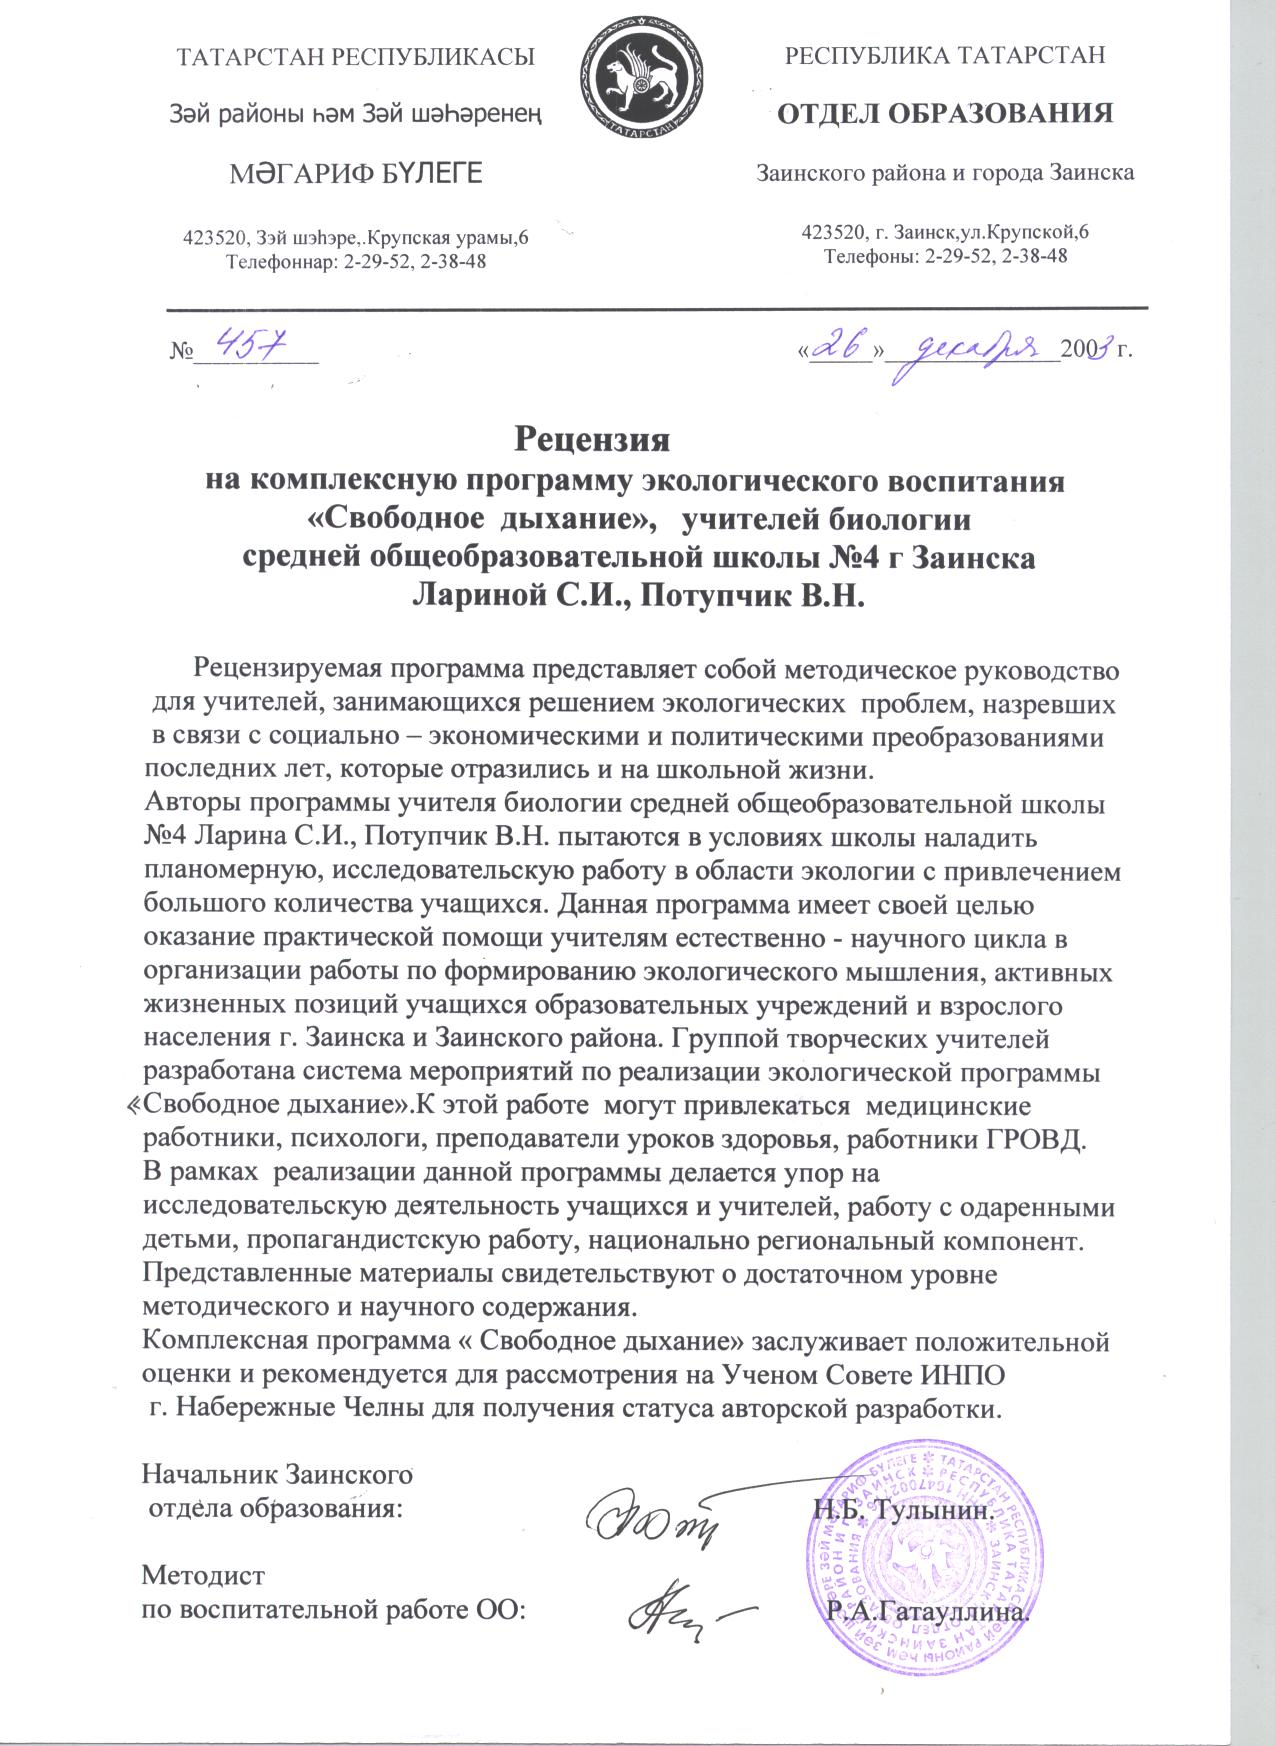 ТАТАРСТАН РЕСПУБЛИКАСЫ
Зәй районы һәм Зәй шәһәренең
МӘГАРИФ БҮЛЕГЕ
423520, Зэй шэһэре,.Крупская урамы,6
Телефоннар: 2-29-52, 2-38-48
ТАТАРСТАН
РЕСПУБЛИКА ТАТАРСТАН
ОТДЕЛ ОБРАЗОВАНИЯ
Заинского района и города Заинска
423520, г. Заинск,ул.Крупской,6
Телефоны: 2-29-52, 2-38-48
№ 457 «26» декабря 2003 г.
Рецензия
на комплексную программу экологического воспитания
«Свободное дыхание», учителей биологии
средней общеобразовательной школы №4 г Заинска
Лариной С.И., Потупчик В.Н.
Рецензируемая программа представляет собой методическое руководство
для учителей, занимающихся решением экологических проблем, назревших
в связи с социально – экономическими и политическими преобразованиями
последних лет, которые отразились и на школьной жизни.
Авторы программы учителя биологии средней общеобразовательной школы
№4 Ларина С.И., Потупчик В.Н. пытаются в условиях школы наладить
планомерную, исследовательскую работу в области экологии с привлечением
большого количества учащихся. Данная программа имеет своей целью
оказание практической помощи учителям естественно - научного цикла в
организации работы по формированию экологического мышления, активных
жизненных позиций учащихся образовательных учреждений и взрослого
населения г. Заинска и Заинского района. Группой творческих учителей
разработана система мероприятий по реализации экологической программы
«Свободное дыхание».К этой работе могут привлекаться медицинские
работники, психологи, преподаватели уроков здоровья, работники ГРОВД.
В рамках реализации данной программы делается упор на
исследовательскую деятельность учащихся и учителей, работу с одаренными
детьми, пропагандистскую работу, национально региональный компонент.
Представленные материалы свидетельствуют о достаточном уровне
методического и научного содержания.
Комплексная программа « Свободное дыхание» заслуживает положительной
оценки и рекомендуется для рассмотрения на Ученом Совете ИНПО
г. Набережные Челны для получения статуса авторской разработки.
Начальник Заинского
отдела образования: Н.Б. Тулынин.
Методист
по воспитательной работе ОО: Р.А.Гатауллина.